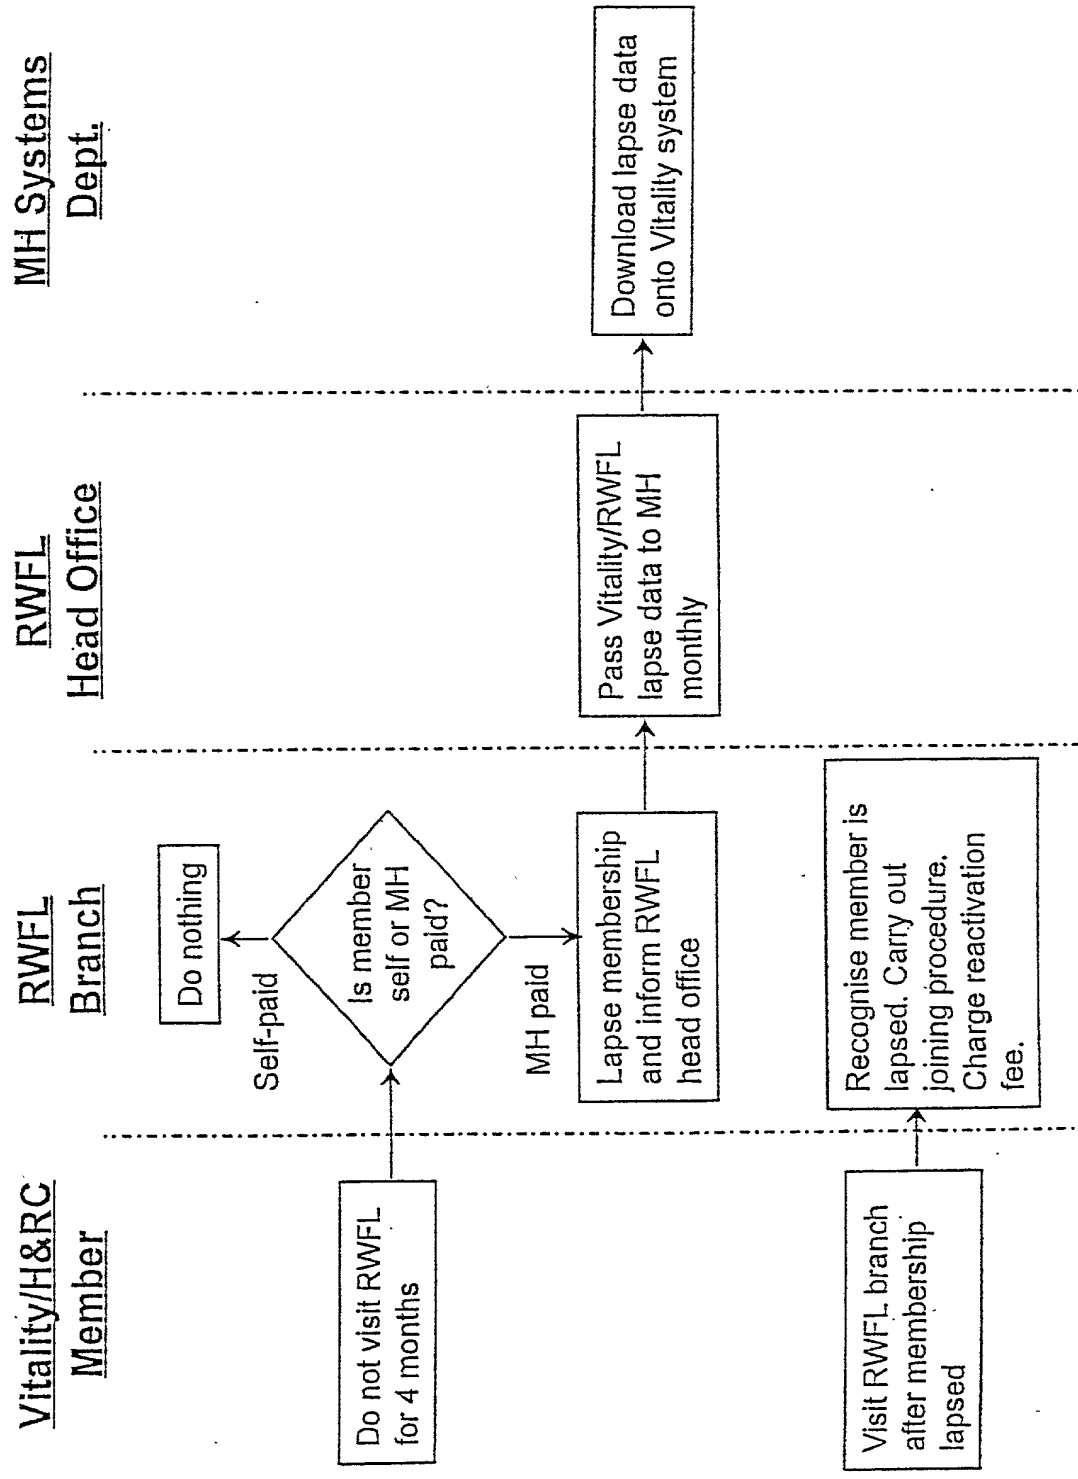 Vitality/H&RC
Member
RWFL
Branch
RWFL
Head Office
MH Systems
Dept.
Do not visit RWFL
for 4 months
Do nothing
Self-paid
Is member
self or MH
paid?
MH paid
Lapse membership
and inform RWFL
head office
Pass Vitality/RWFL
lapse data to MH
monthly
Download lapse data
onto Vitality system
Visit RWFL branch
after membership
lapsed
Recognise member is
lapsed. Carry out
joining procedure.
Charge reactivation
fee.